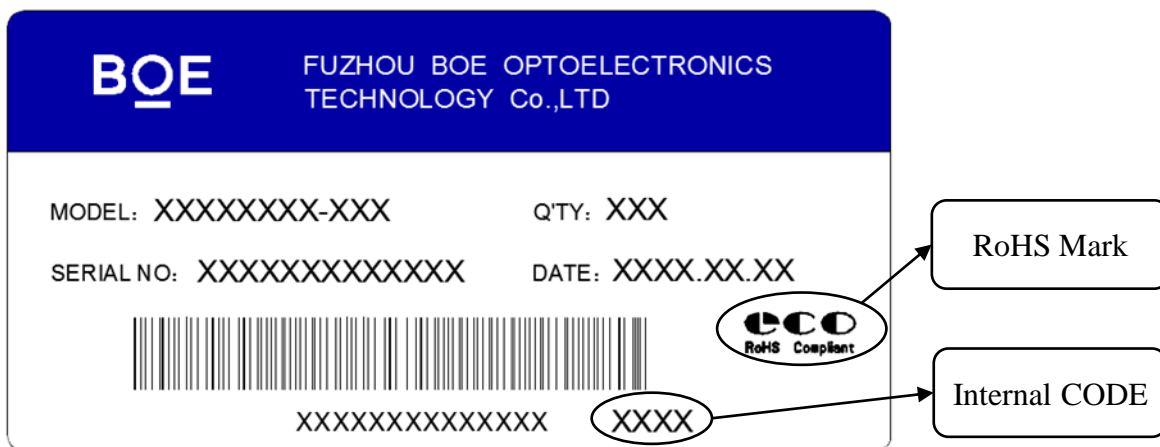 BOE
FUZHOU BOE OPTOELECTRONICS
TECHNOLOGY Co.,LTD
MODEL: XXXXXXXX-XXX
Q'TY: XXX
SERIAL NO: XXXXXXXXXXXXX
DATE: XXXX.XX.XX
eco
RoHS Compliant
XXXXXXXXXXXXXX XXXX
RoHS Mark
Internal CODE